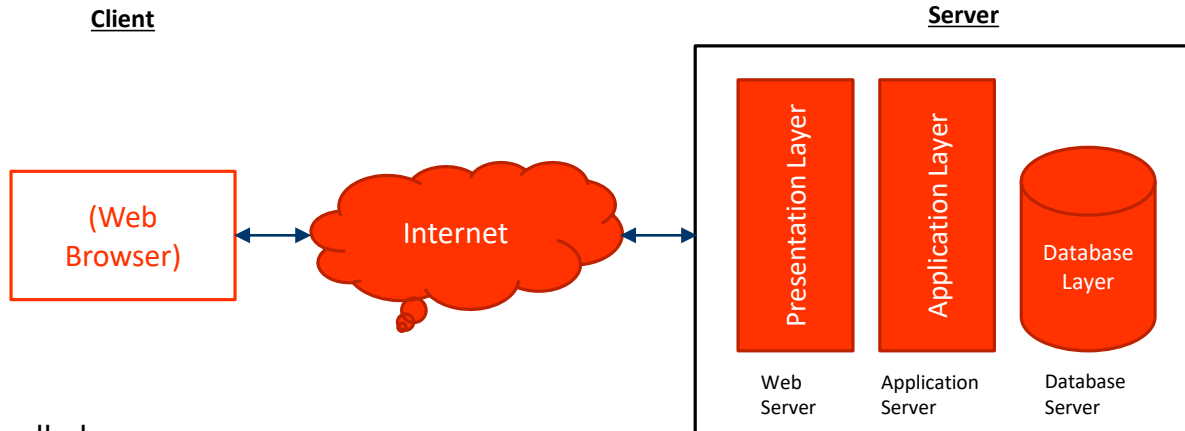 Client
Server
(Web
Browser)
Internet
Presentation Layer
Application Layer
Database
Layer
Web
Server
Application
Server
Database
Server